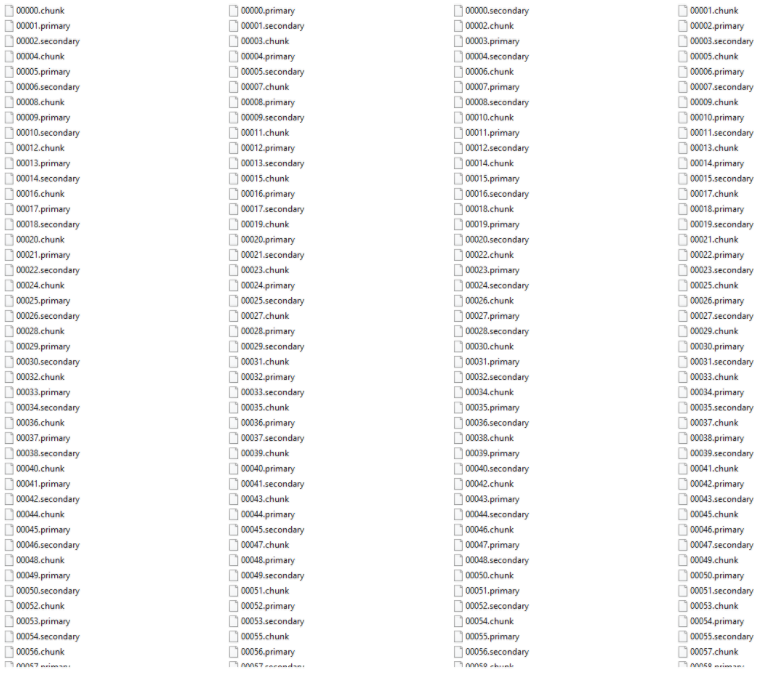 00000.chunk 00000.primary 00000.secondary 00001.chunk
00001.primary 00001.secondary 00002.chunk 00002.primary
00002.secondary 00003.chunk 00003.primary 00003.secondary
00004.chunk 00004.primary 00004.secondary 00005.chunk
00005.primary 00005.secondary 00006.chunk 00006.primary
00006.secondary 00007.chunk 00007.primary 00007.secondary
00008.chunk 00008.primary 00008.secondary 00009.chunk
00009.primary 00009.secondary 00010.chunk 00010.primary
00010.secondary 00011.chunk 00011.primary 00011.secondary
00012.chunk 00012.primary 00012.secondary 00013.chunk
00013.primary 00013.secondary 00014.chunk 00014.primary
00014.secondary 00015.chunk 00015.primary 00015.secondary
00016.chunk 00016.primary 00016.secondary 00017.chunk
00017.primary 00017.secondary 00018.chunk 00018.primary
00018.secondary 00019.chunk 00019.primary 00019.secondary
00020.chunk 00020.primary 00020.secondary 00021.chunk
00021.primary 00021.secondary 00022.chunk 00022.primary
00022.secondary 00023.chunk 00023.primary 00023.secondary
00024.chunk 00024.primary 00024.secondary 00025.chunk
00025.primary 00025.secondary 00026.chunk 00026.primary
00026.secondary 00027.chunk 00027.primary 00027.secondary
00028.chunk 00028.primary 00028.secondary 00029.chunk
00029.primary 00029.secondary 00030.chunk 00030.primary
00030.secondary 00031.chunk 00031.primary 00031.secondary
00032.chunk 00032.primary 00032.secondary 00033.chunk
00033.primary 00033.secondary 00034.chunk 00034.primary
00034.secondary 00035.chunk 00035.primary 00035.secondary
00036.chunk 00036.primary 00036.secondary 00037.chunk
00037.primary 00037.secondary 00038.chunk 00038.primary
00038.secondary 00039.chunk 00039.primary 00039.secondary
00040.chunk 00040.primary 00040.secondary 00041.chunk
00041.primary 00041.secondary 00042.chunk 00042.primary
00042.secondary 00043.chunk 00043.primary 00043.secondary
00044.chunk 00044.primary 00044.secondary 00045.chunk
00045.primary 00045.secondary 00046.chunk 00046.primary
00046.secondary 00047.chunk 00047.primary 00047.secondary
00048.chunk 00048.primary 00048.secondary 00049.chunk
00049.primary 00049.secondary 00050.chunk 00050.primary
00050.secondary 00051.chunk 00051.primary 00051.secondary
00052.chunk 00052.primary 00052.secondary 00053.chunk
00053.primary 00053.secondary 00054.chunk 00054.primary
00054.secondary 00055.chunk 00055.primary 00055.secondary
00056.chunk 00056.primary 00056.secondary 00057.chunk
00057.primary 00057.secondary 00058.chunk 00058.primary